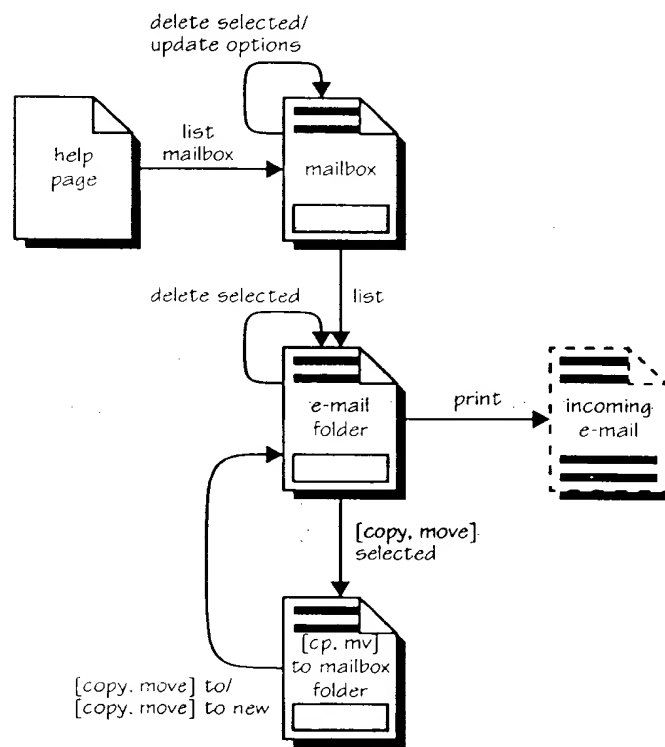 delete selected/
update options
help
page
list
mailbox
mailbox
delete selected
list
e-mail
folder
print
incoming
e-mail
[copy, move]
selected
[cp. mv]
to mailbox
folder
[copy. move] to/
[copy. move] to new